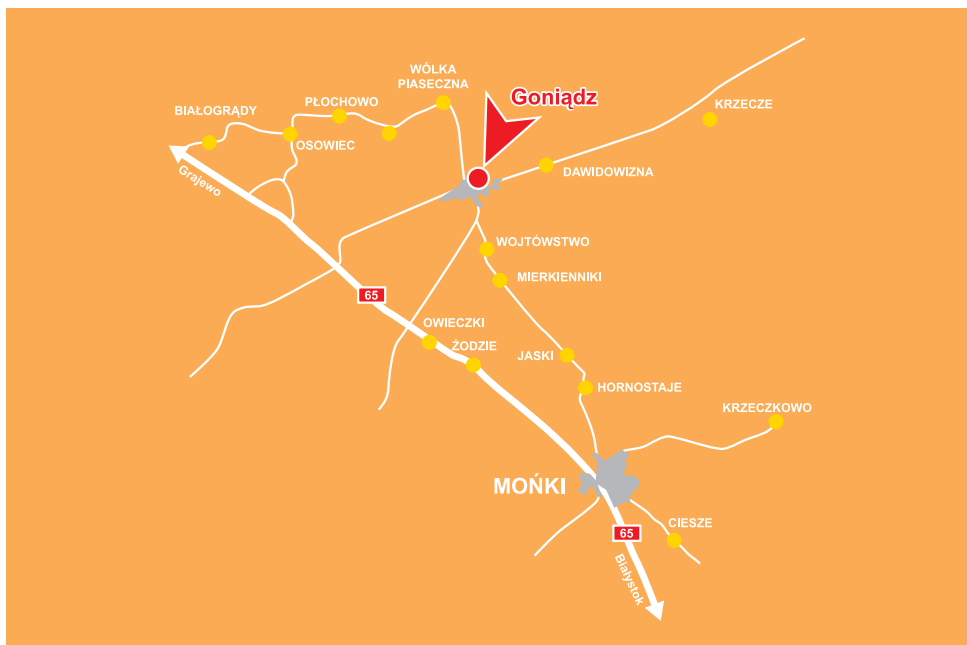 WÓLKA
PIASECZNA
Goniądz
BIAŁOGRĄDY
PŁOCHOWO
KRZECZE
OSOWIEC
DAWIDOWIZNA
Grajewo
WOJTÓWSTWO
MIERKIENNIKI
65
OWIECZKI
ŻODZIE
JASKI
HORNOSTAJE
KRZECZKOWO
MOŃKI
CIESZE
65
Białystok